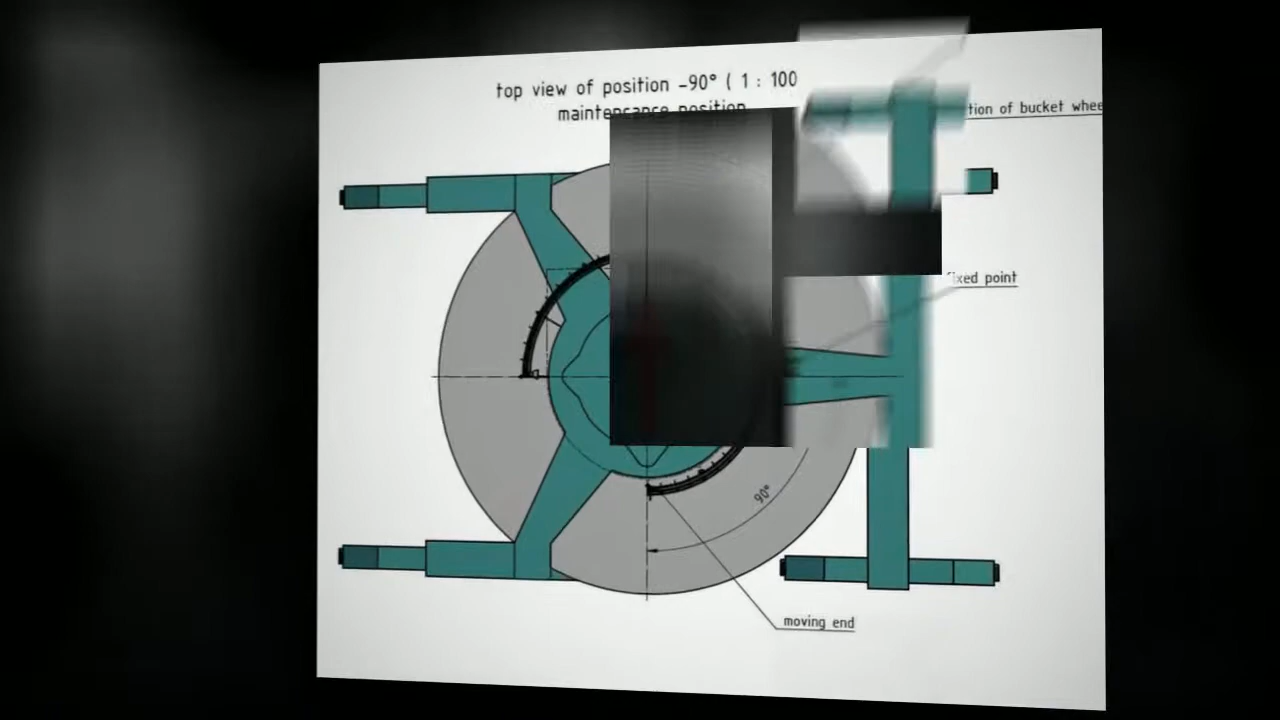 top view of position -90° ( 1 : 100
maintenance position
tion of bucket whee
fixed point
90°
moving end